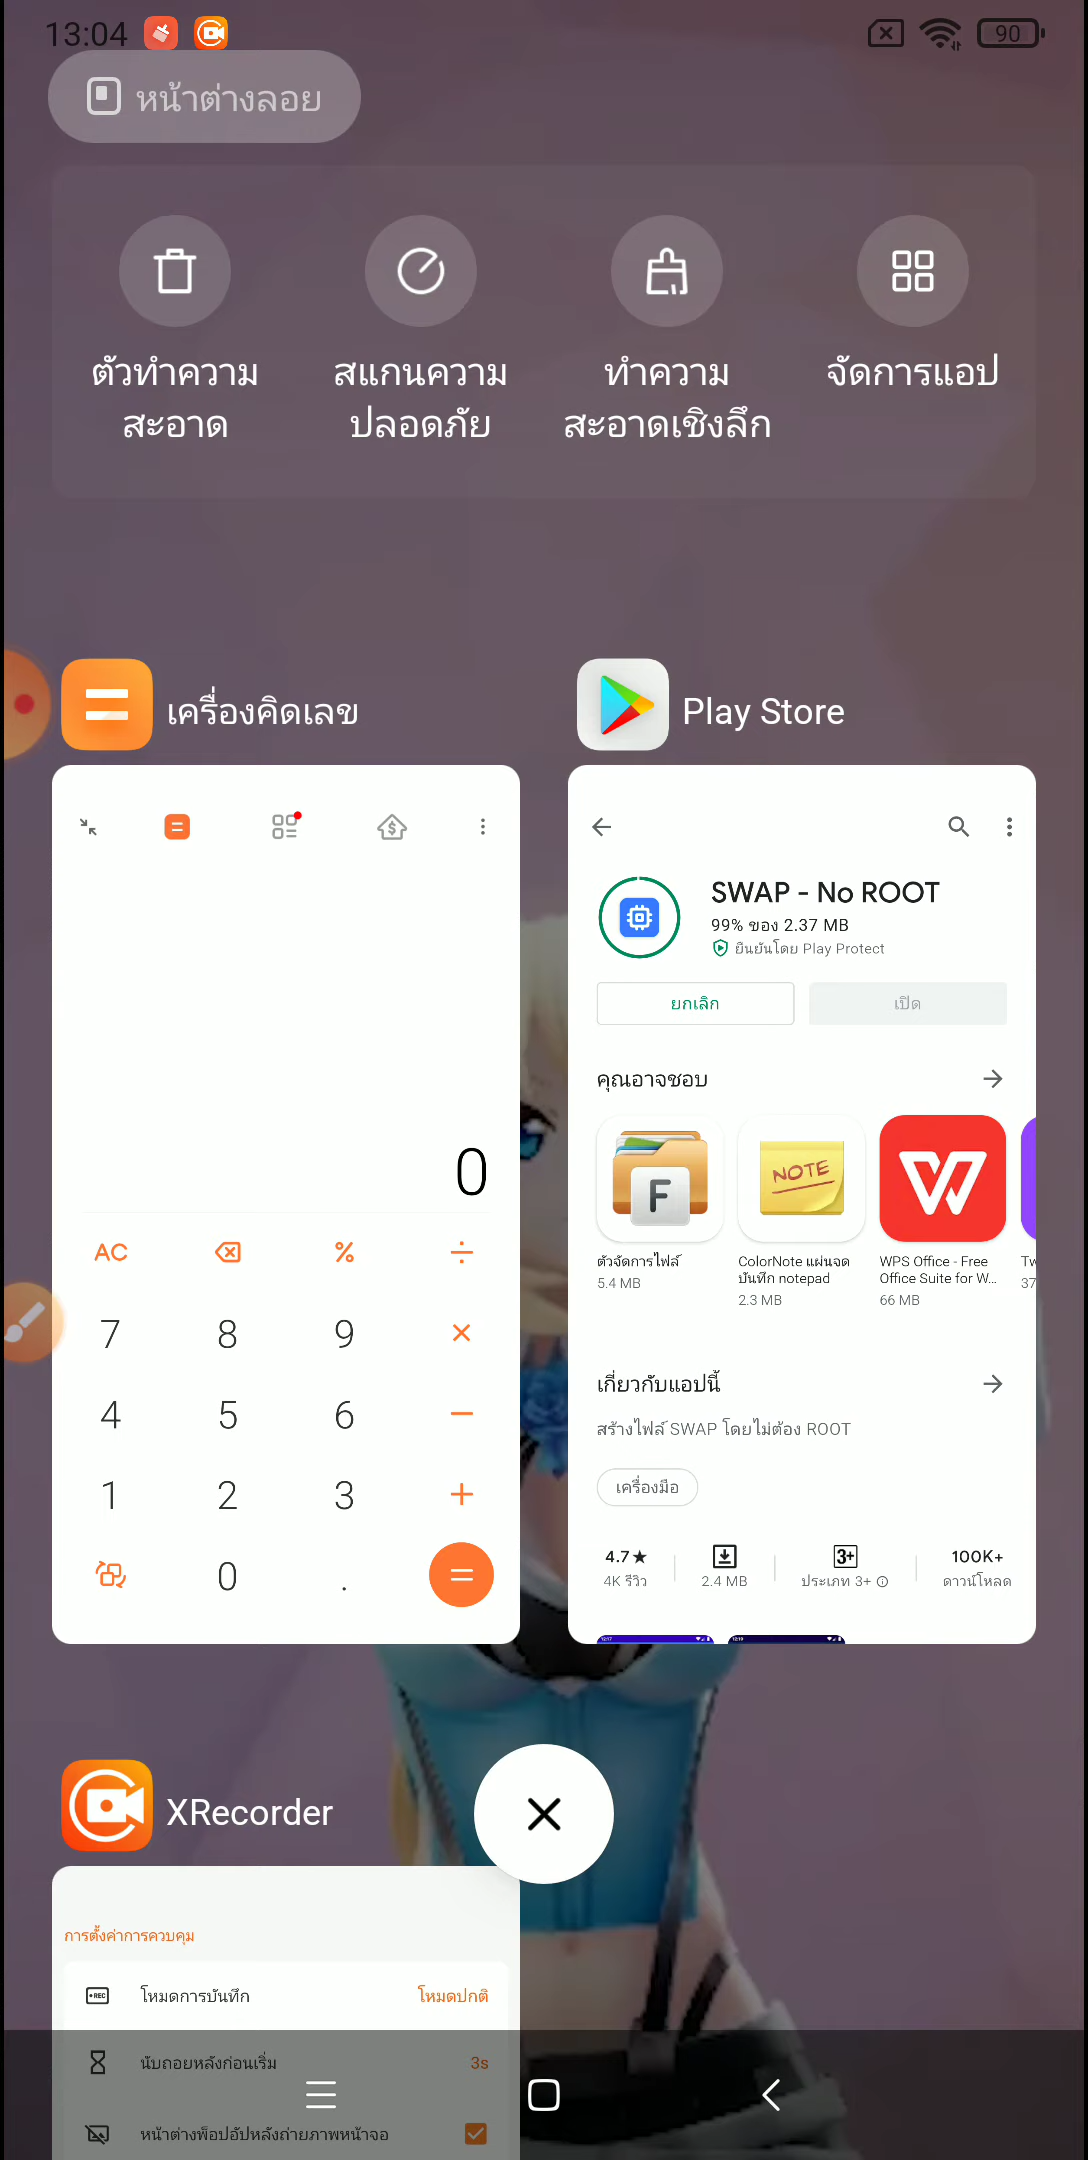 13:04
90
หน้าต่างลอย
ตัวทำความ
สะอาด
สแกนความ
ปลอดภัย
ทำความ
สะอาดเชิงลึก
จัดการแอป
เครื่องคิดเลข
0
AC
%
÷
7 8 9 ×
4 5 6 −
1 2 3 +
0 . =
Play Store
SWAP - No ROOT
99% ของ 2.37 MB
ยืนยันโดย Play Protect
ยกเลิก
เปิด
คุณอาจชอบ
F
NOTE
ตัวจัดการไฟล์
5.4 MB
ColorNote แผ่นจด
บันทึก notepad
2.3 MB
WPS Office - Free
Office Suite for W...
66 MB
Tw
37
เกี่ยวกับแอปนี้
สร้างไฟล์ SWAP โดยไม่ต้อง ROOT
เครื่องมือ
4.7★
4K รีวิว
2.4 MB
3+
ประเภท 3+
100K+
ดาวน์โหลด
12:17
12:19
XRecorder
การตั้งค่าการควบคุม
REC
โหมดการบันทึก
โหมดปกติ
นับถอยหลังก่อนเริ่ม
3s
หน้าต่างพ็อปอัปหลังถ่ายภาพหน้าจอ